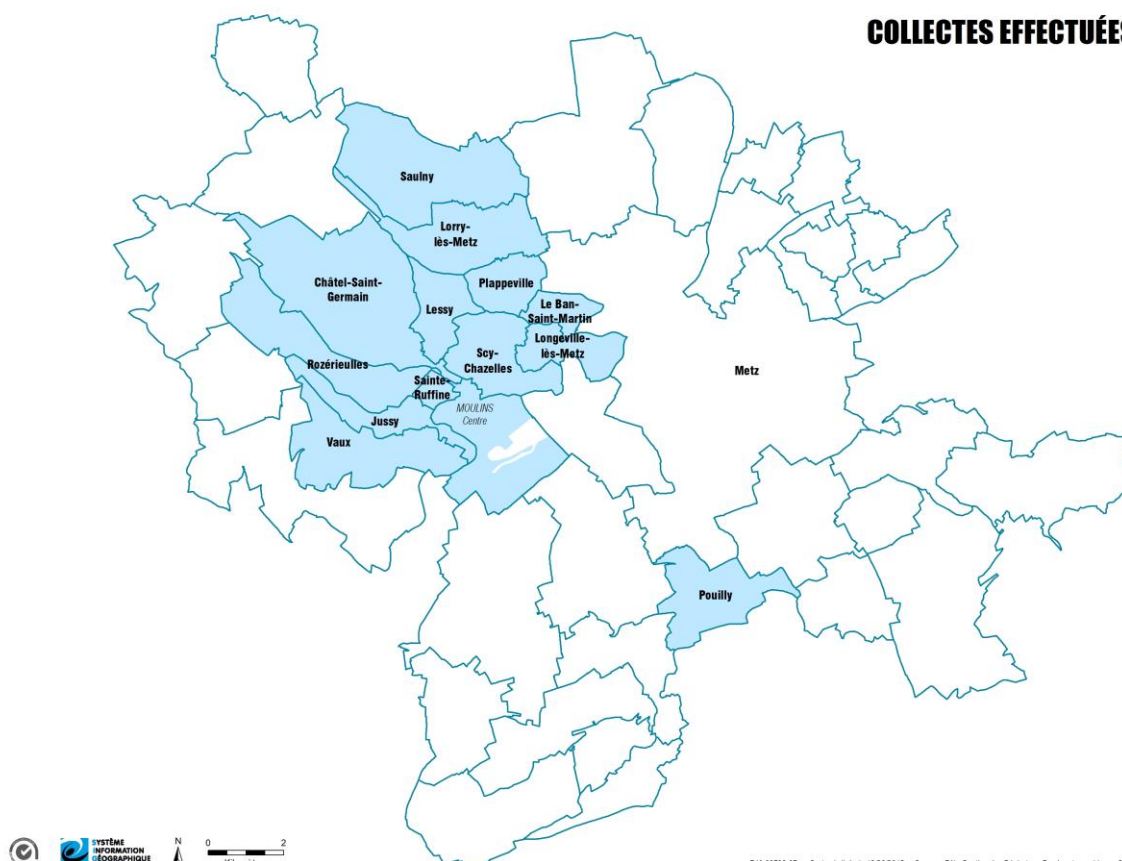 COLLECTES EFFECTUÉES
Saulny
Lorry-
lès-Metz
Châtel-Saint-
Germain
Plappeville
Lessy
Le Ban-
Saint-Martin
Longeville-
lès-Metz
Scy-
Chazelles
Metz
Rozérieulles
Sainte-
Ruffine
MOULINS
Centre
Jussy
Vaux
Pouilly
SYSTÈME
INFORMATION
GÉOGRAPHIQUE
N
0 2